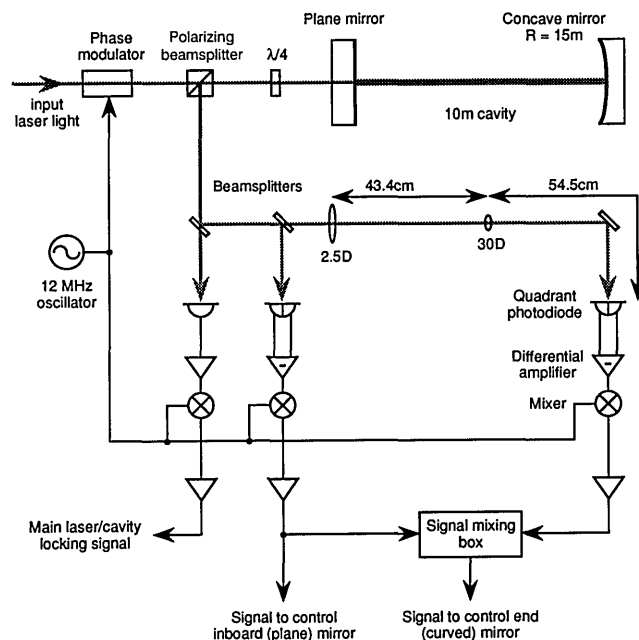 Plane mirror
Concave mirror
R = 15m
Phase
modulator
Polarizing
beamsplitter
λ/4
input
laser light
10m cavity
Beamsplitters
43.4cm
54.5cm
2.5D
30D
12 MHz
oscillator
Quadrant
photodiode
Differential
amplifier
-
-
Mixer
Main laser/cavity
locking signal
Signal mixing
box
Signal to control
inboard (plane) mirror
Signal to control end
(curved) mirror